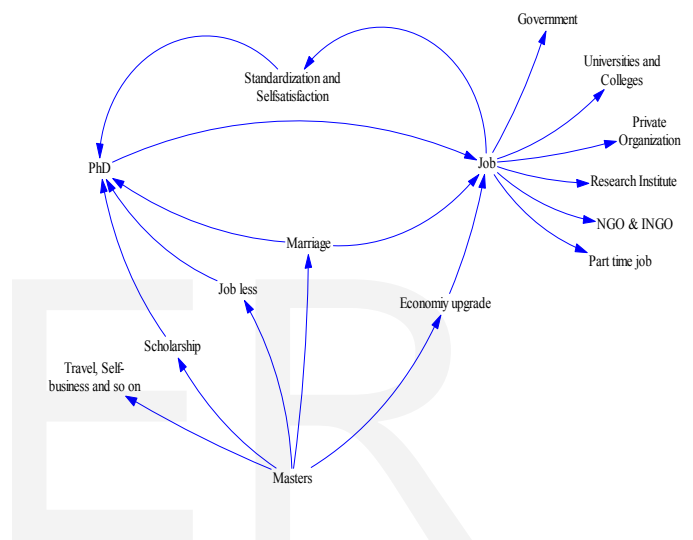 Government
Standardization and
Selfsatisfaction
Universities and
Colleges
Private
Organization
PhD
Job
Research Institute
NGO & INGO
Marriage
Part time job
Job less
Economiy upgrade
Scholarship
Travel, Self-
business and so on
Masters
ER